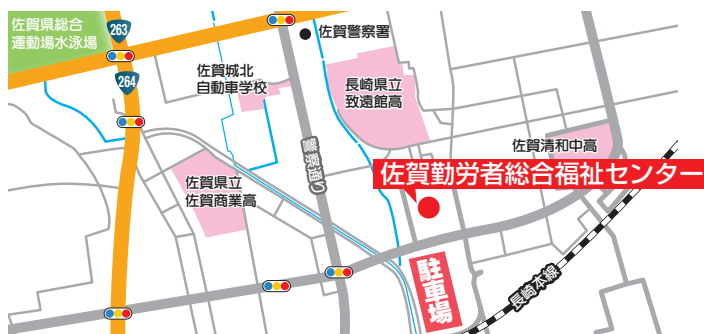 佐賀県総合
運動場水泳場
263
264
佐賀警察署
佐賀城北
自動車学校
長崎県立
致遠館高
佐賀清和中高
警察通り
佐賀県立
佐賀商業高
佐賀勤労者総合福祉センター
駐車場
長崎本線